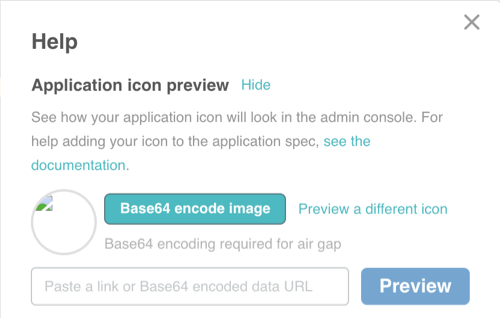 Help
Application icon preview Hide
See how your application icon will look in the admin console. For
help adding your icon to the application spec, see the
documentation.
Base64 encode image Preview a different icon
Base64 encoding required for air gap
Paste a link or Base64 encoded data URL Preview